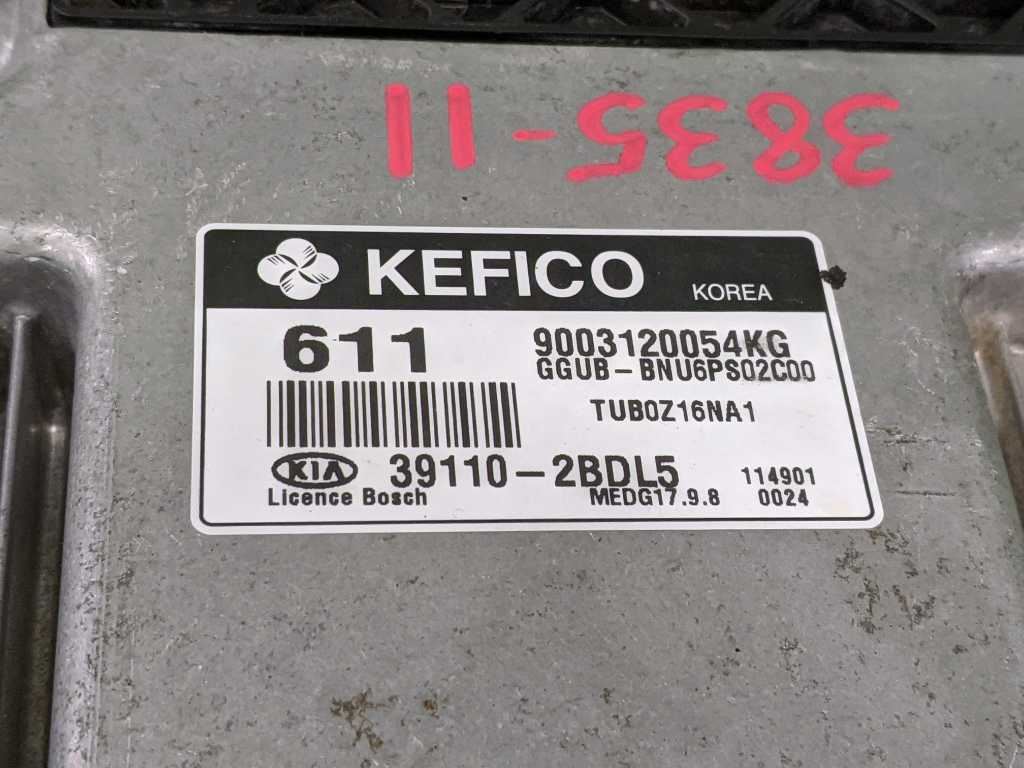 3835-11
KEFICO KOREA
611 9003120054KG
GGUB-BNU6PS02C00
TUB0Z16NA1
KIA 39110-2BDL5 114901
Licence Bosch MEDG17.9.8 0024